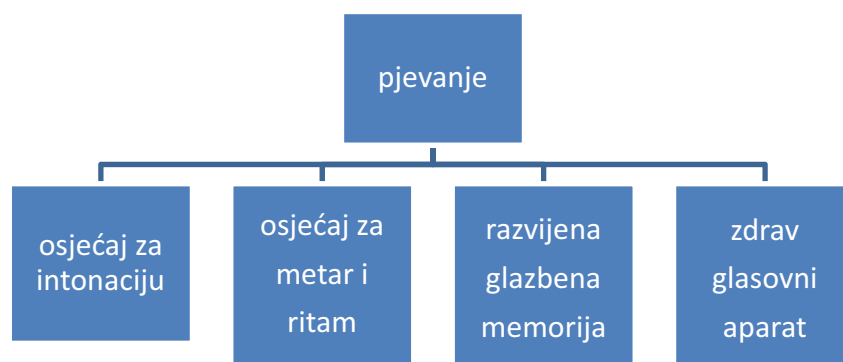 pjevanje
osjećaj za
intonaciju
osjećaj za
metar i
ritam
razvijena
glazbena
memorija
zdrav
glasovni
aparat